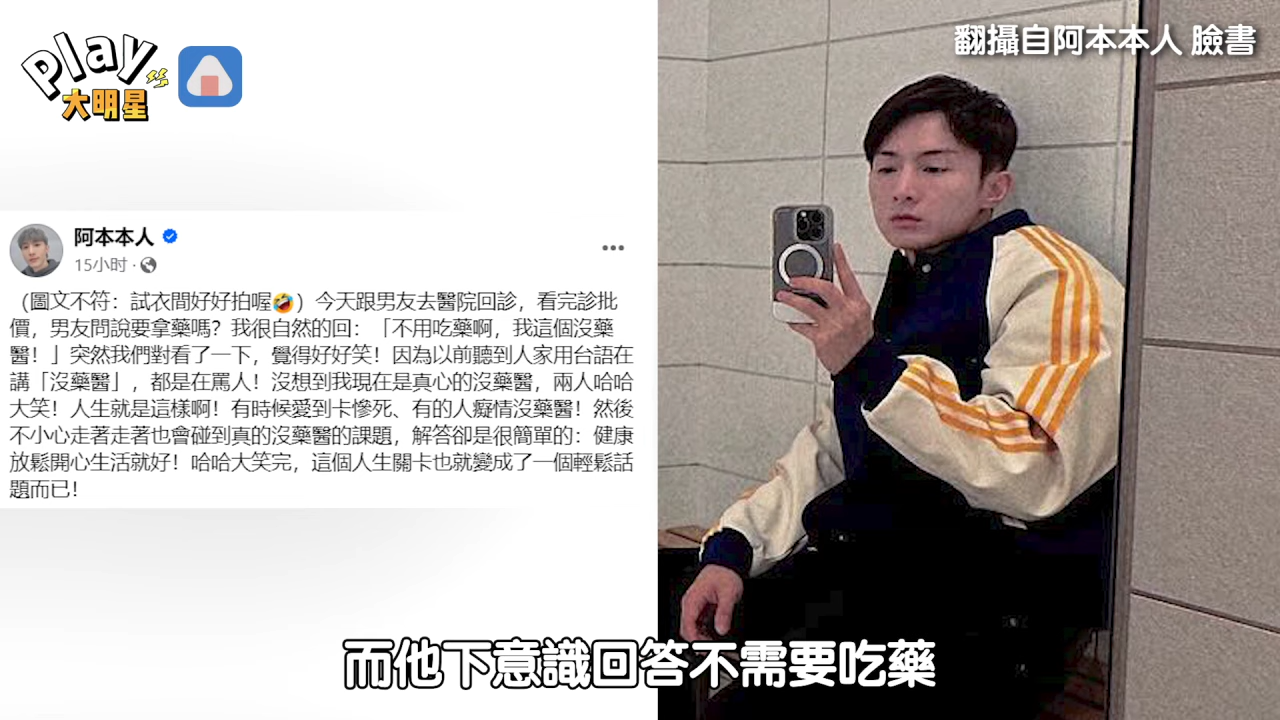 Play
大明星
翻攝自阿本本人 臉書
阿本本人
15小时 ·
（圖文不符：試衣間好好拍喔🤣）今天跟男友去醫院回診，看完診批
價，男友問說要拿藥嗎？我很自然的回：「不用吃藥啊，我這個沒藥
醫！」突然我們對看了一下，覺得好好笑！因為以前聽到人家用台語在
講「沒藥醫」，都是在罵人！沒想到我現在是真心的沒藥醫，兩人哈哈
大笑！人生就是這樣啊！有時候愛到卡慘死、有的人癡情沒藥醫！然後
不小心走著走著也會碰到真的沒藥醫的課題，解答卻是很簡單的：健康
放鬆開心生活就好！哈哈大笑完，這個人生關卡也就變成了一個輕鬆話
題而已！
而他下意識回答不需要吃藥